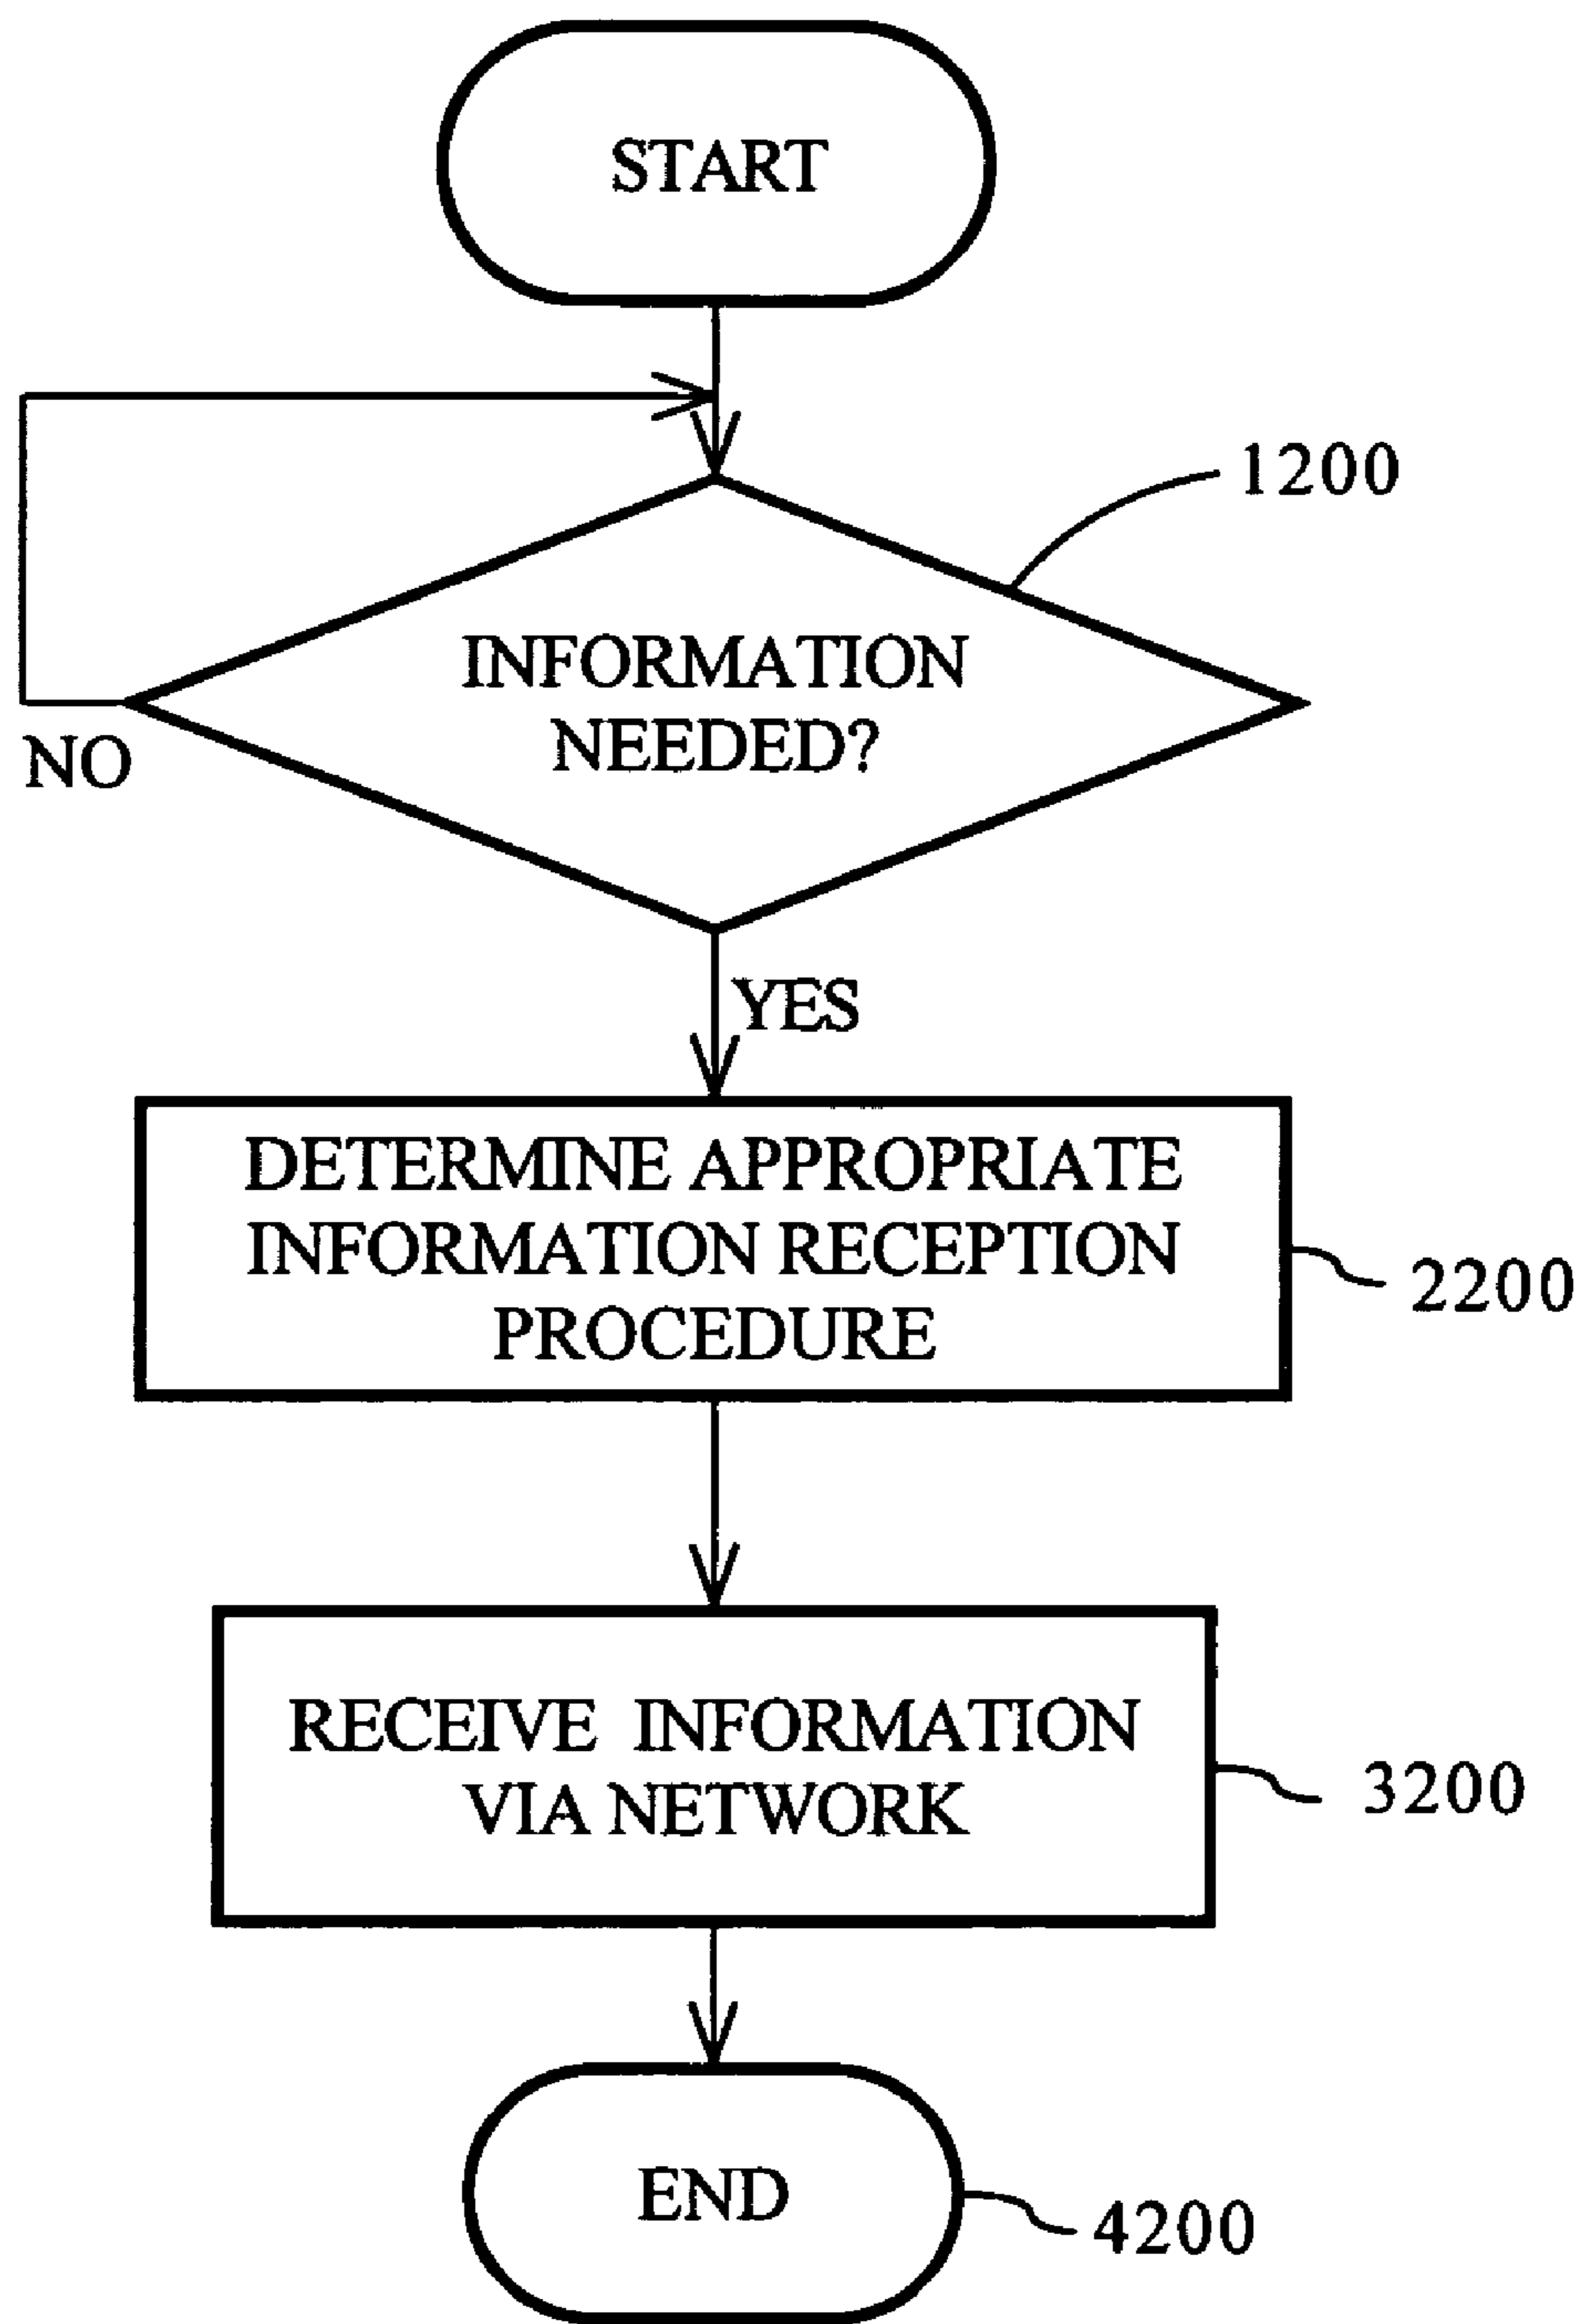 START
1200
INFORMATION
NEEDED?
NO
YES
DETERMINE APPROPRIATE
INFORMATION RECEPTION
PROCEDURE
2200
RECEIVE INFORMATION
VIA NETWORK
3200
END
4200